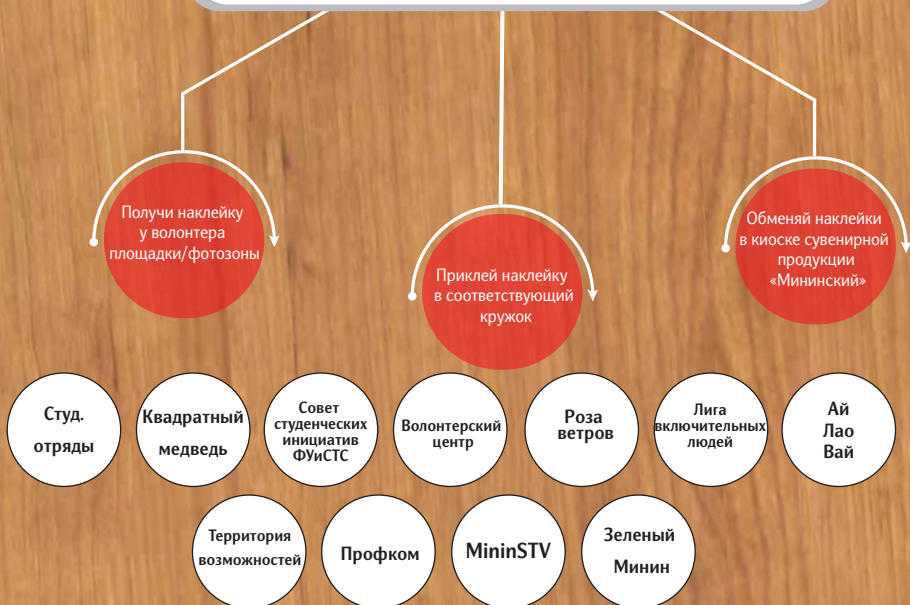 Получи наклейку
у волонтера
площадки/фотозоны
Приклей наклейку
в соответствующий
кружок
Обменяй наклейки
в киоске сувенирной
продукции
«Мининский»
Студ.
отряды
Квадратный
медведь
Совет
студенческих
инициатив
ФУиСТС
Волонтерский
центр
Роза
ветров
Лига
включительных
людей
Ай
Лао
Вай
Территория
возможностей
Профком
MininSTV
Зеленый
Минин